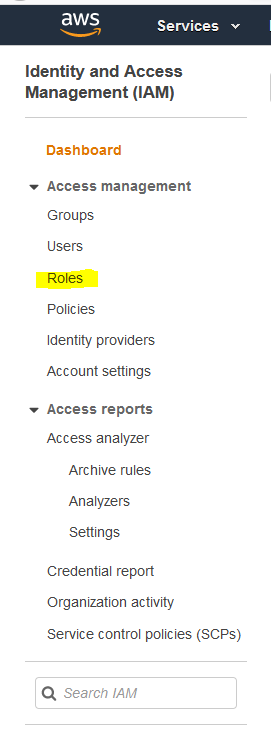 aws Services
Identity and Access
Management (IAM)
Dashboard
Access management
Groups
Users
Roles
Policies
Identity providers
Account settings
Access reports
Access analyzer
Archive rules
Analyzers
Settings
Credential report
Organization activity
Service control policies (SCPs)
Search IAM